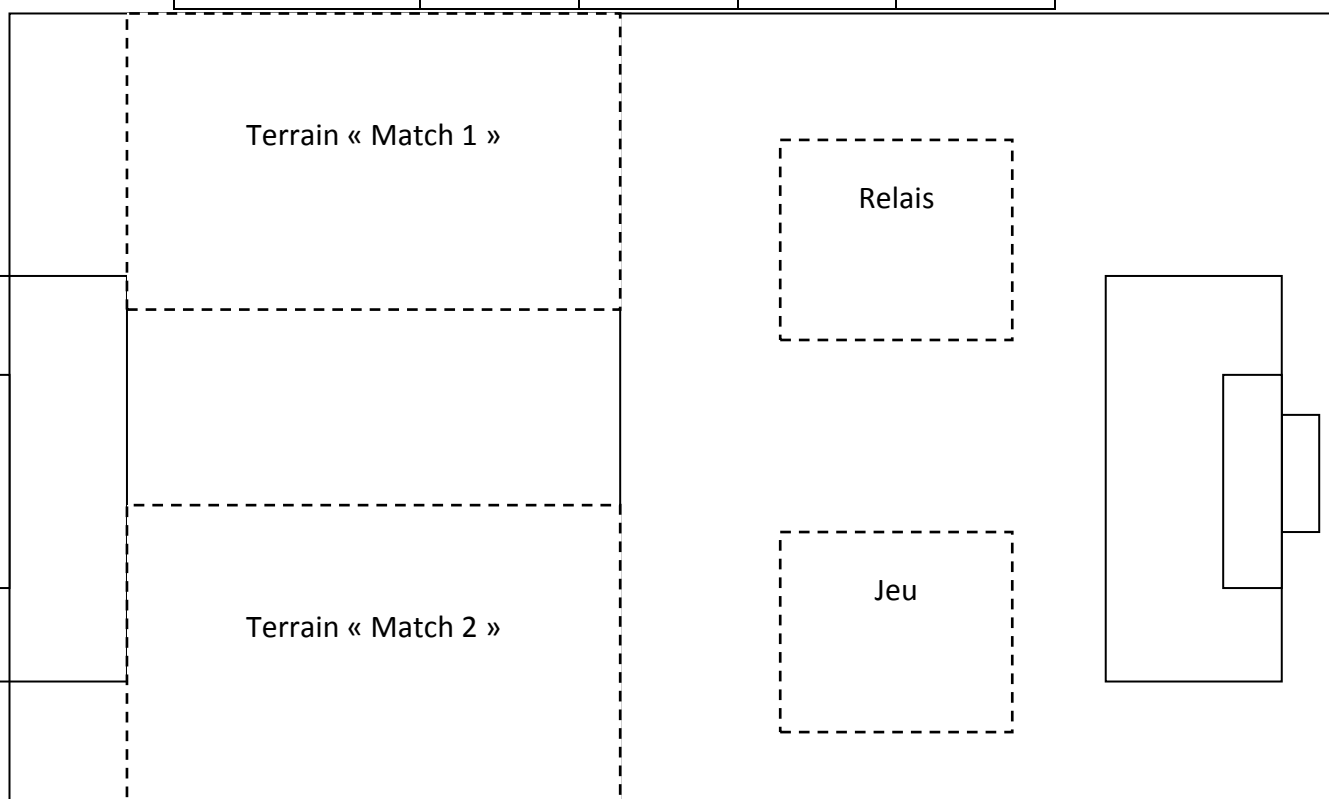 Terrain « Match 1 »
Relais
Jeu
Terrain « Match 2 »